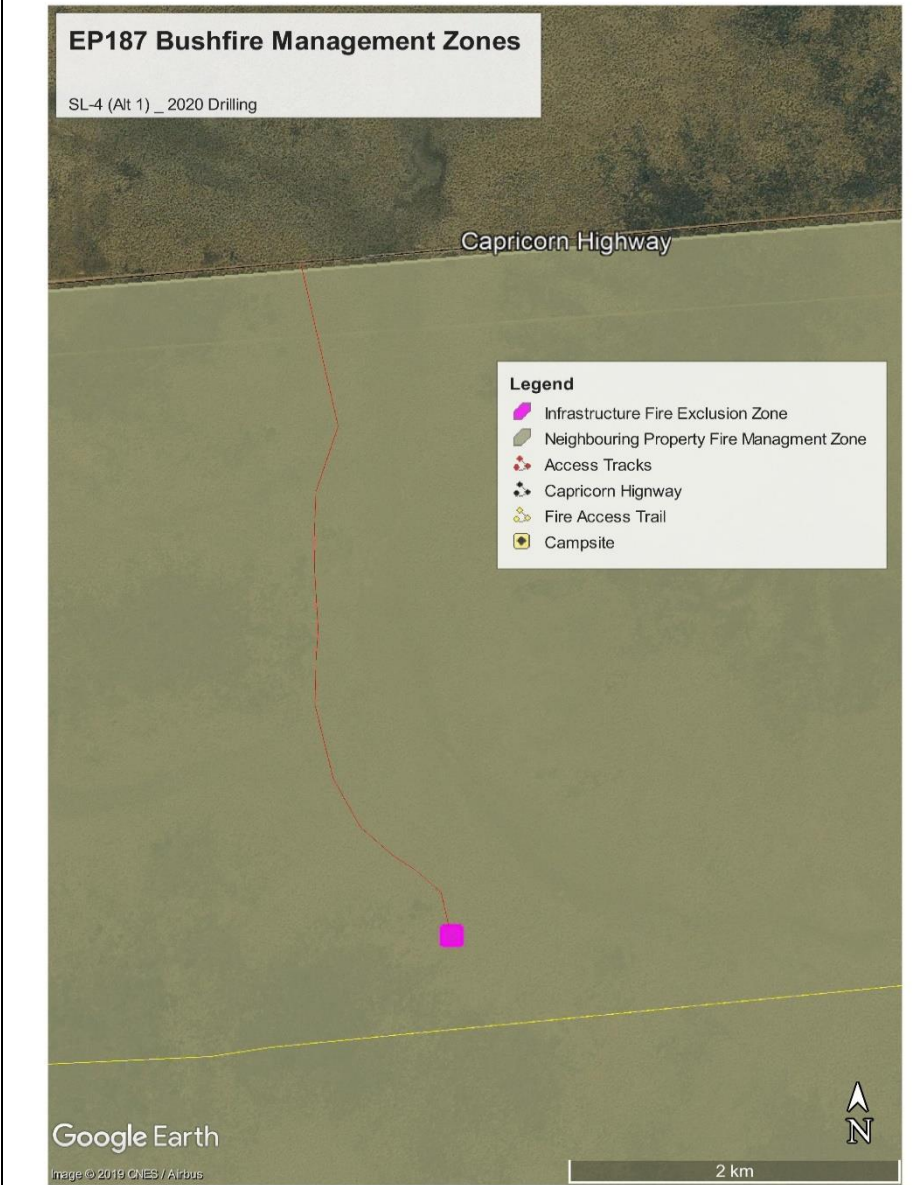 EP187 Bushfire Management Zones
SL-4 (Alt 1) _ 2020 Drilling
Capricorn Highway
Legend
Infrastructure Fire Exclusion Zone
Neighbouring Property Fire Managment Zone
Access Tracks
Capricorn Hignway
Fire Access Trail
Campsite
Google Earth
N
Image © 2019 CNES / Airbus
2 km